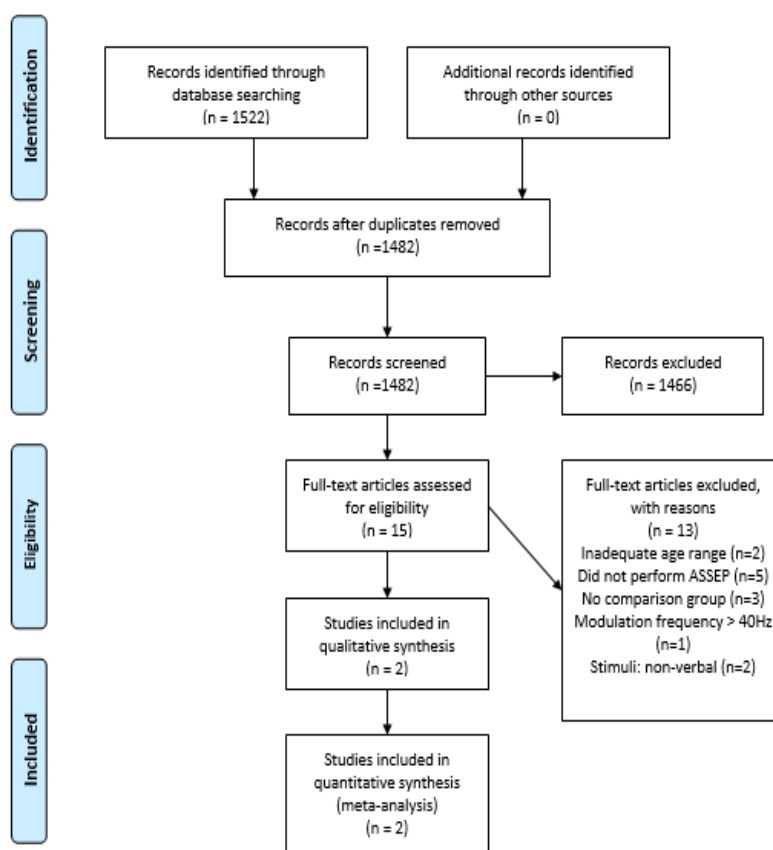 Identification
Records identified through
database searching
(n = 1522)
Additional records identified
through other sources
(n = 0)
Records after duplicates removed
(n =1482)
Screening
Records screened
(n =1482)
Records excluded
(n = 1466)
Eligibility
Full-text articles assessed
for eligibility
(n = 15)
Full-text articles excluded,
with reasons
(n = 13)
Inadequate age range (n=2)
Did not perform ASSEP (n=5)
No comparison group (n=3)
Modulation frequency > 40Hz
(n=1)
Stimuli: non-verbal (n=2)
Studies included in
qualitative synthesis
(n = 2)
Included
Studies included in
quantitative synthesis
(meta-analysis)
(n = 2)